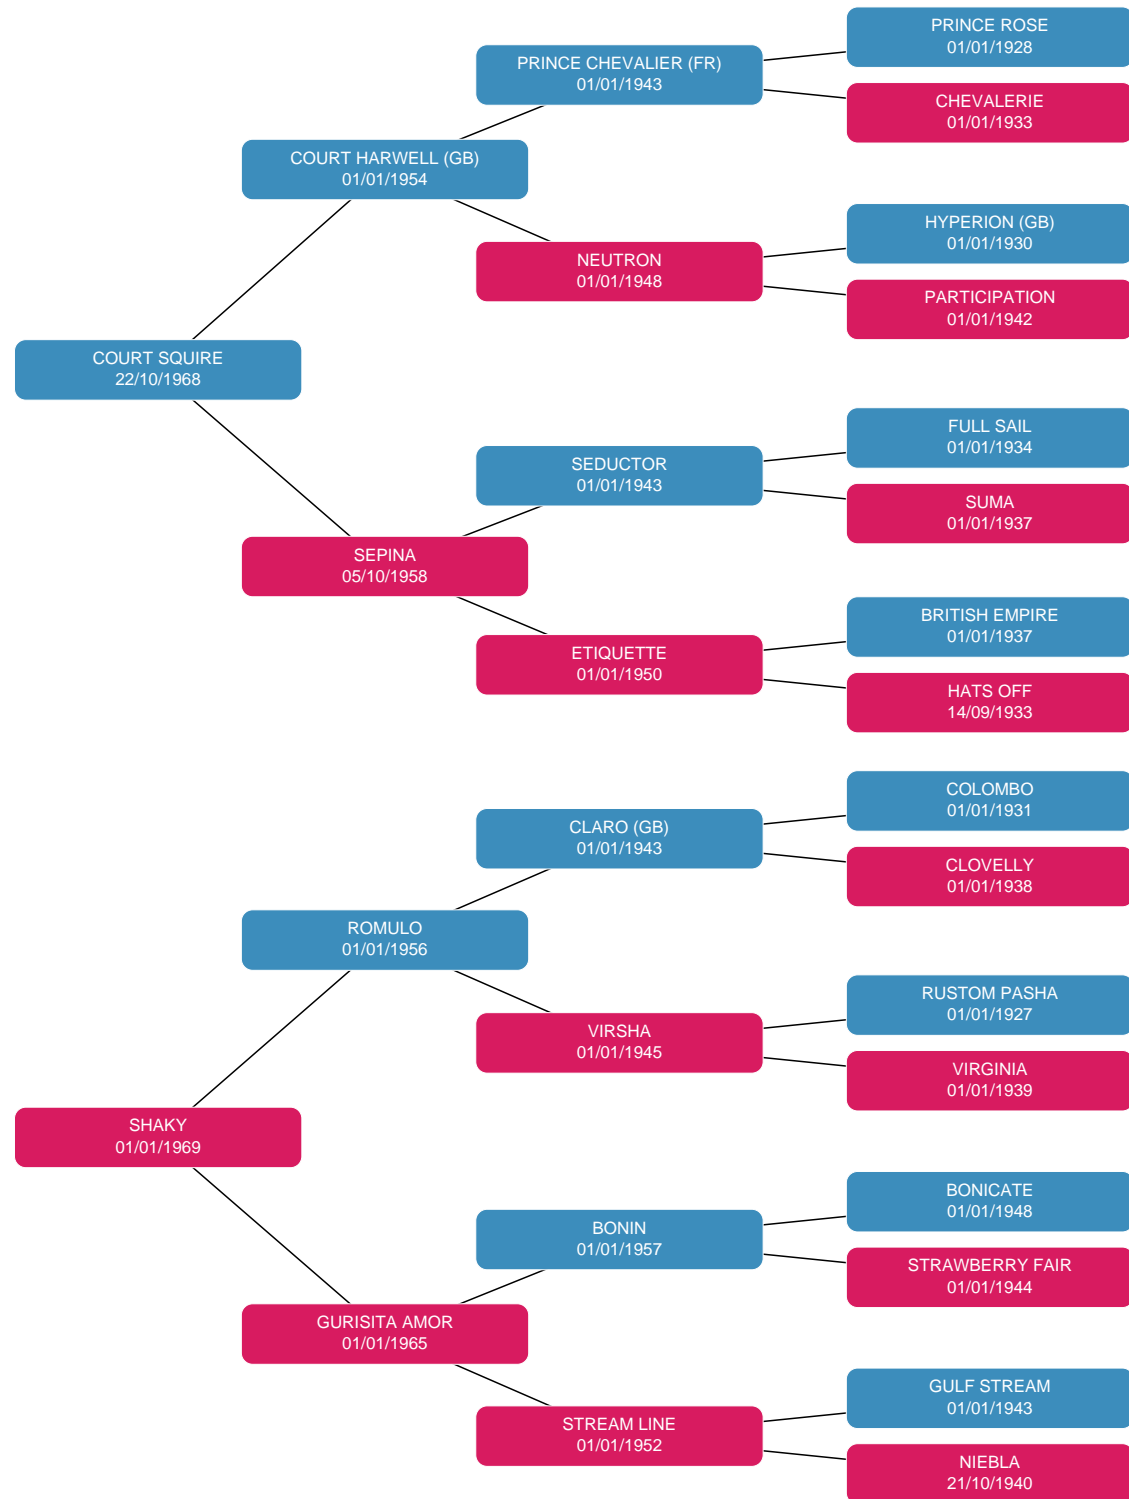 PRINCE ROSE
01/01/1928
PRINCE CHEVALIER (FR)
01/01/1943
CHEVALERIE
01/01/1933
COURT HARWELL (GB)
01/01/1954
HYPERION (GB)
01/01/1930
NEUTRON
01/01/1948
PARTICIPATION
01/01/1942
COURT SQUIRE
22/10/1968
FULL SAIL
01/01/1934
SEDUCTOR
01/01/1943
SUMA
01/01/1937
SEPINA
05/10/1958
BRITISH EMPIRE
01/01/1937
ETIQUETTE
01/01/1950
HATS OFF
14/09/1933
COLOMBO
01/01/1931
CLARO (GB)
01/01/1943
CLOVELLY
01/01/1938
ROMULO
01/01/1956
RUSTOM PASHA
01/01/1927
VIRSHA
01/01/1945
VIRGINIA
01/01/1939
SHAKY
01/01/1969
BONICATE
01/01/1948
BONIN
01/01/1957
STRAWBERRY FAIR
01/01/1944
GURISITA AMOR
01/01/1965
GULF STREAM
01/01/1943
STREAM LINE
01/01/1952
NIEBLA
21/10/1940